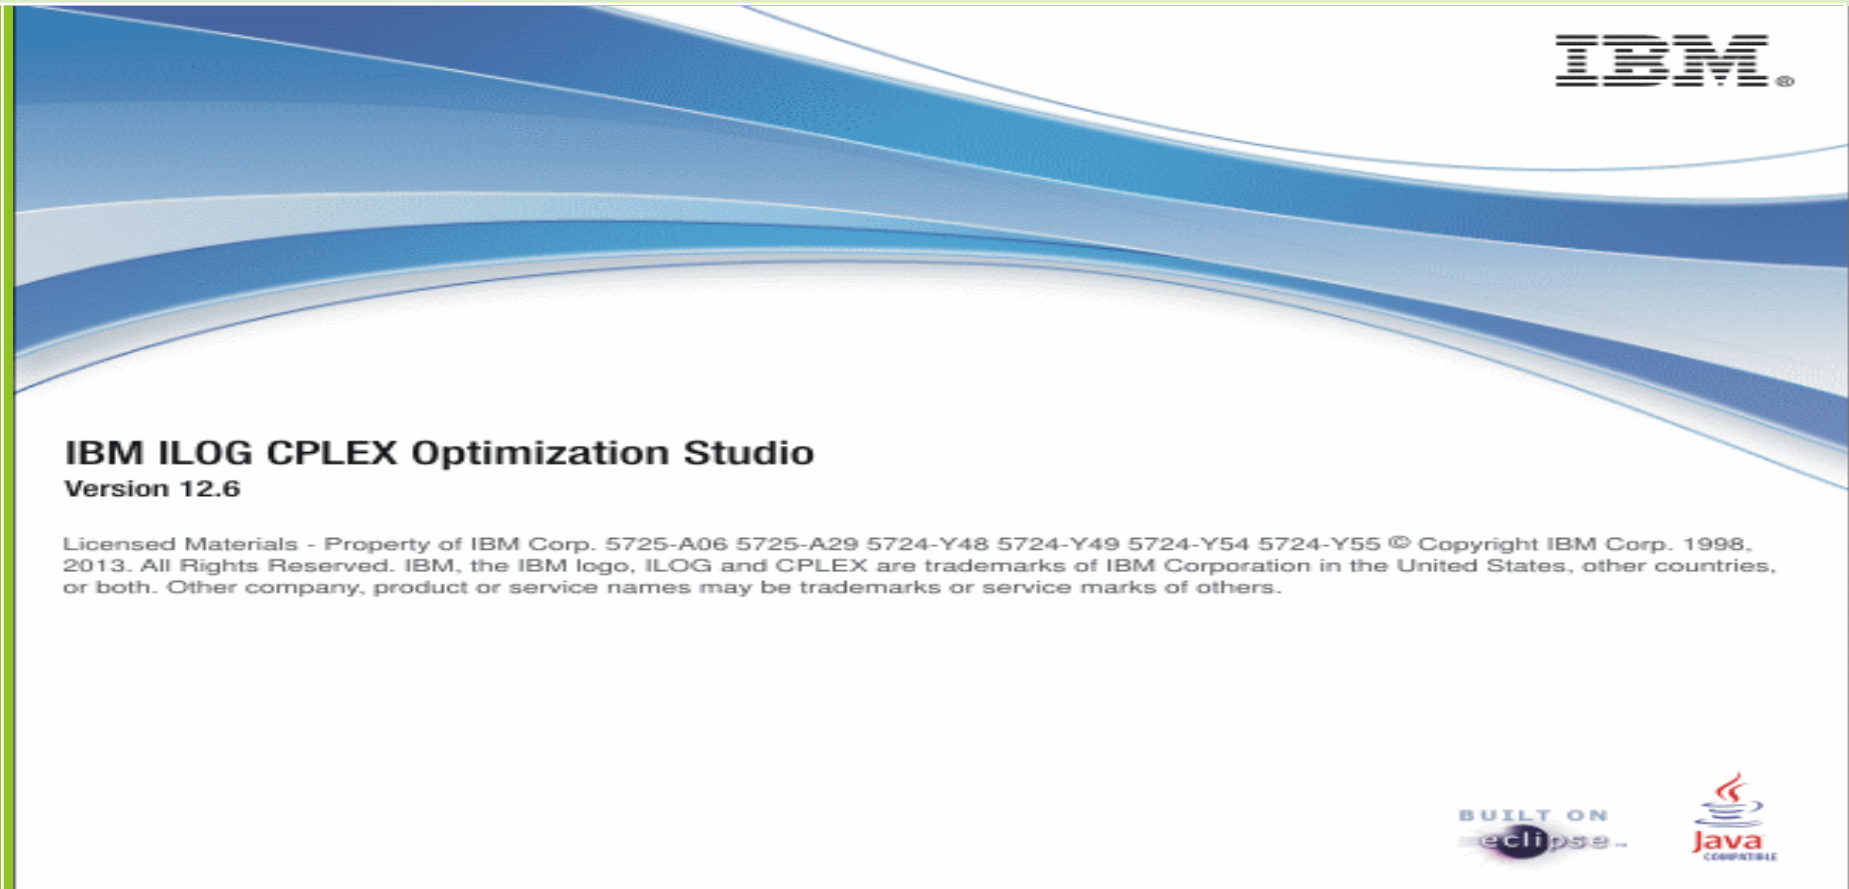 IBM®
IBM ILOG CPLEX Optimization Studio
Version 12.6
Licensed Materials - Property of IBM Corp. 5725-A06 5725-A29 5724-Y48 5724-Y49 5724-Y54 5724-Y55 © Copyright IBM Corp. 1998,
2013. All Rights Reserved. IBM, the IBM logo, ILOG and CPLEX are trademarks of IBM Corporation in the United States, other countries,
or both. Other company, product or service names may be trademarks or service marks of others.
BUILT ON
eclipse™
Java
COMPATIBLE